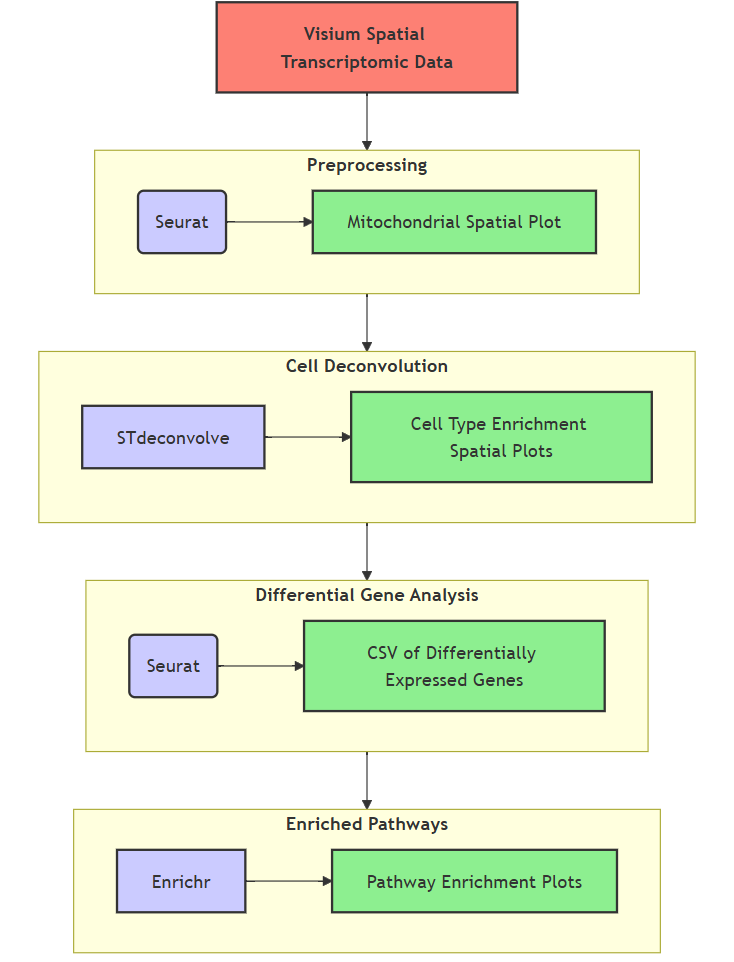 Visium Spatial
Transcriptomic Data
Preprocessing
Seurat
Mitochondrial Spatial Plot
Cell Deconvolution
STdeconvolve
Cell Type Enrichment
Spatial Plots
Differential Gene Analysis
Seurat
CSV of Differentially
Expressed Genes
Enriched Pathways
Enrichr
Pathway Enrichment Plots